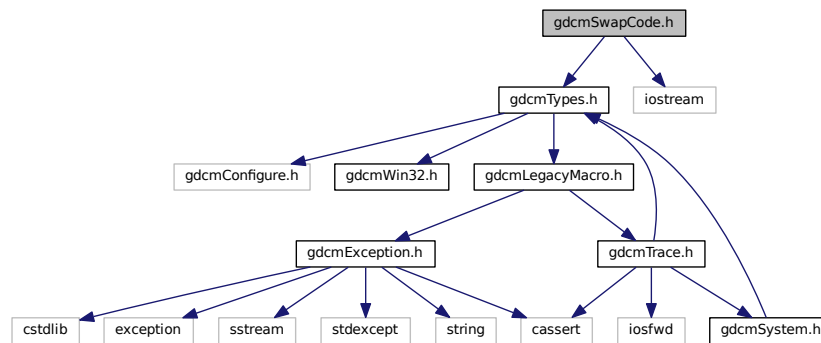 gdcmSwapCode.h
gdcmTypes.h
iostream
gdcmConfigure.h
gdcmWin32.h
gdcmLegacyMacro.h
gdcmException.h
gdcmTrace.h
cstdlib
exception
sstream
stdexcept
string
cassert
iosfwd
gdcmSystem.h